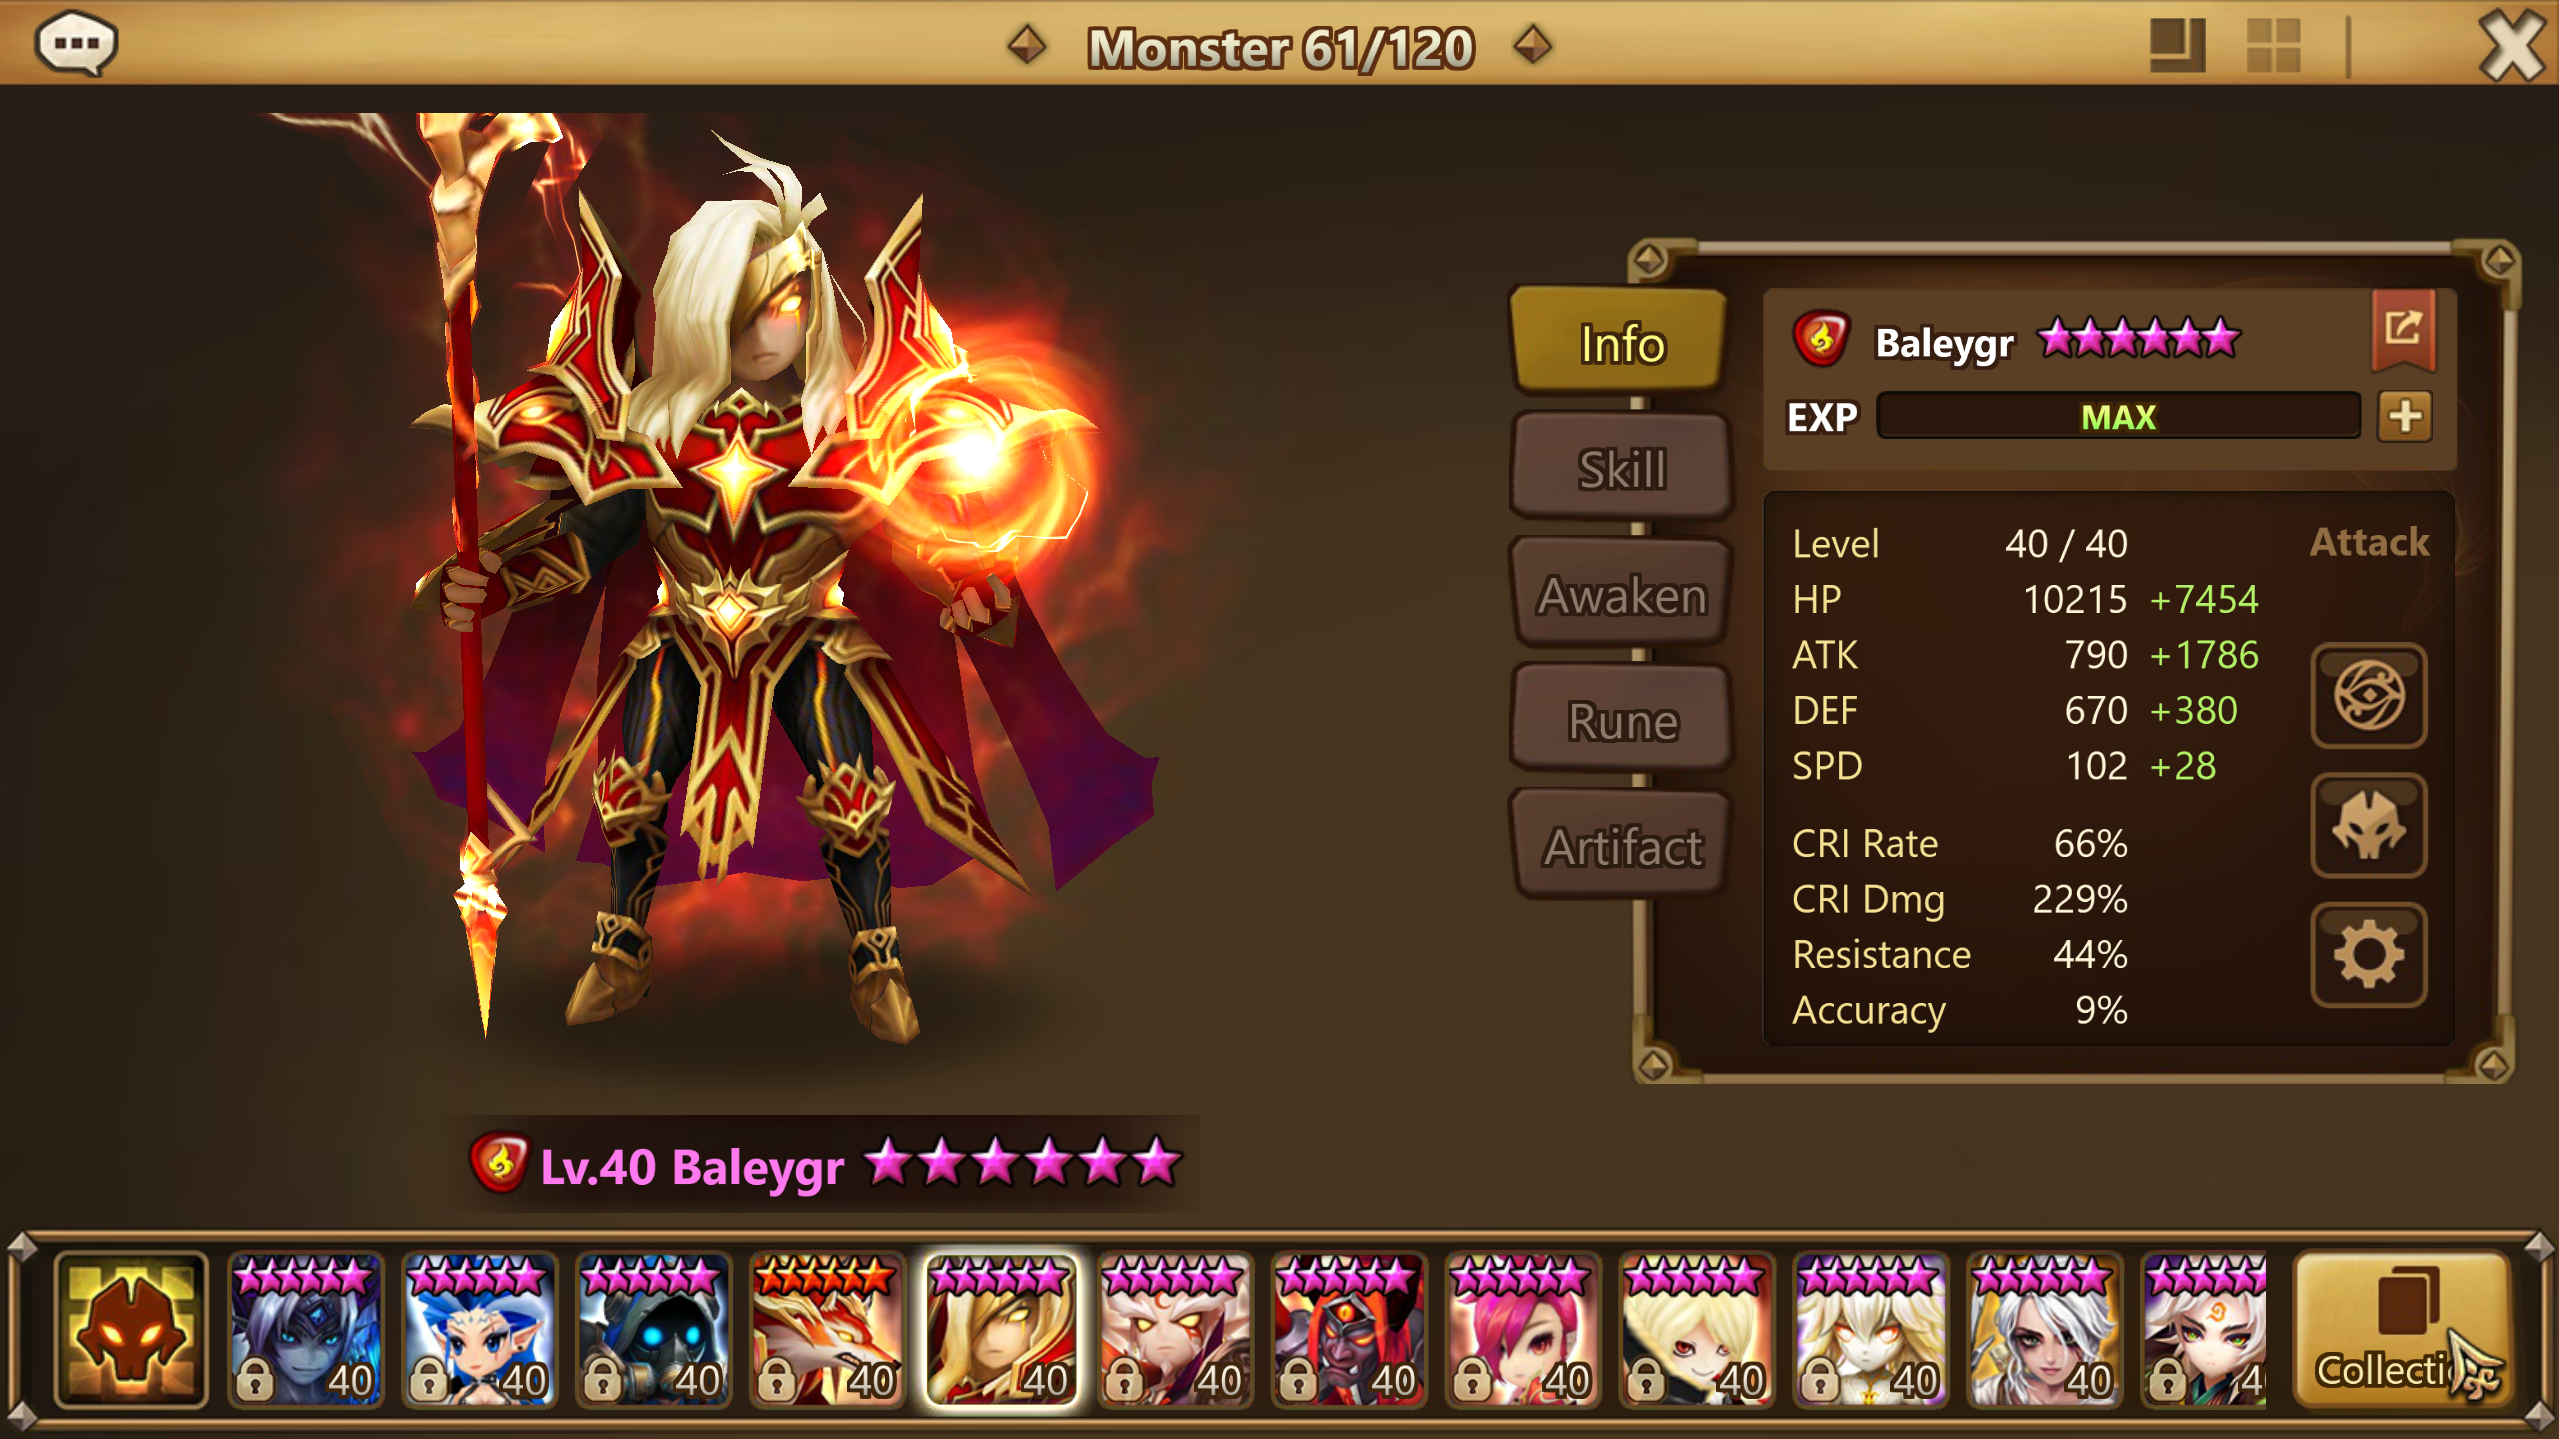 Monster 61/120
Info
Skill
Awaken
Rune
Artifact
Baleygr
EXP MAX
Attack
Level 40 / 40
HP 10215 +7454
ATK 790 +1786
DEF 670 +380
SPD 102 +28
CRI Rate 66%
CRI Dmg 229%
Resistance 44%
Accuracy 9%
Lv.40 Baleygr
40 40 40 40 40 40 40 40 40 40 40 4
Collecti